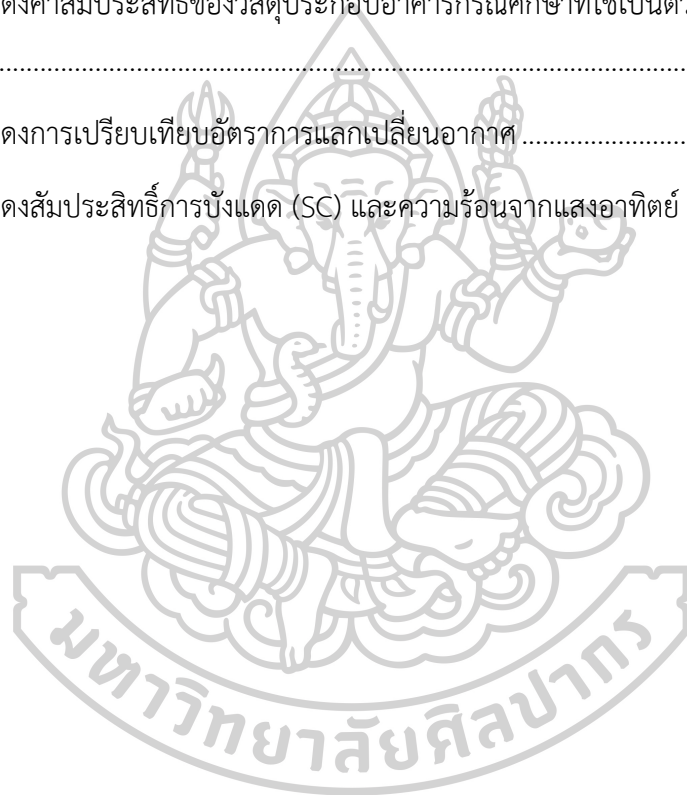 ดงค่าสัมประสิทธิ์ของวัสดุประกอบอาคารกรณีศึกษาที่ใช้เป็นตัว
....................................................................................................
ดงการเปรียบเทียบอัตราการแลกเปลี่ยนอากาศ ........................
ดงสัมประสิทธิ์การบังแดด (SC) และความร้อนจากแสงอาทิตย์
มหาวิทยาลัยศิลปากร